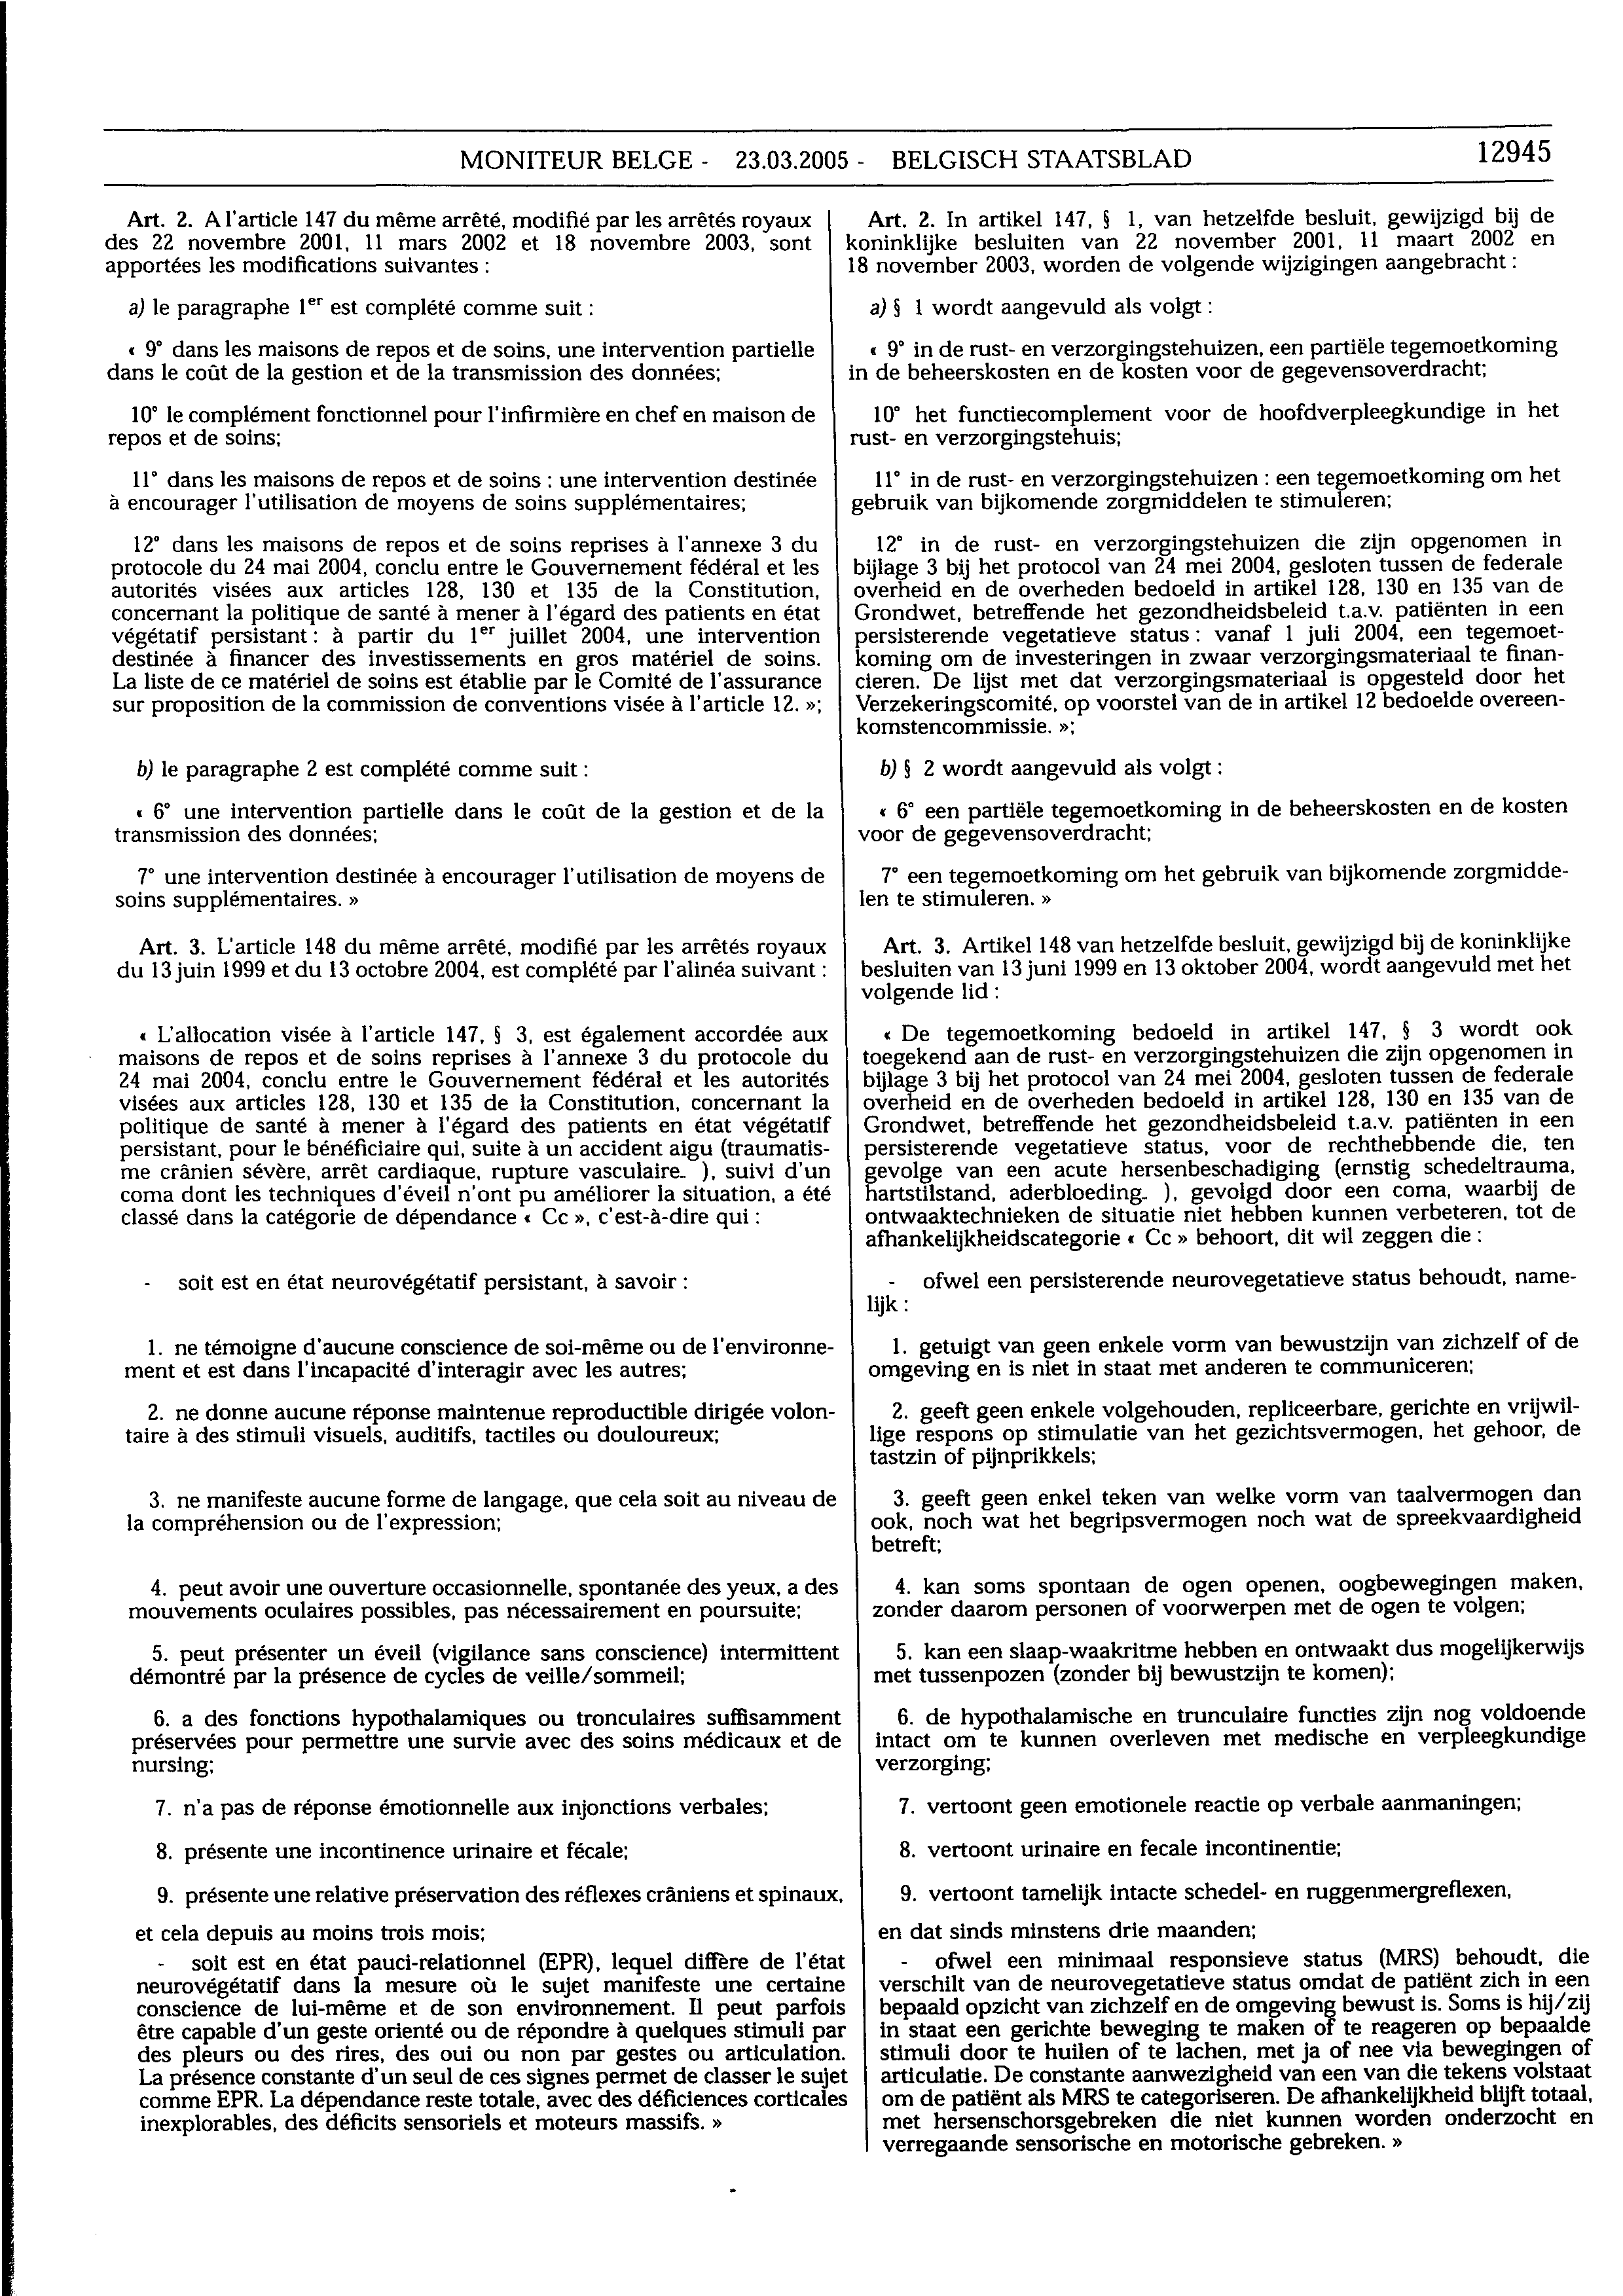 MONITEUR BELGE - 23.03.2005 - BELGISCH STAATSBLAD
12945
Art. 2. A l'article 147 du même arrêté, modifié par les arrêtés royaux
des 22 novembre 2001, 11 mars 2002 et 18 novembre 2003, sont
apportées les modifications suivantes :
a) le paragraphe 1er est complété comme suit :
« 9° dans les maisons de repos et de soins, une intervention partielle
dans le coût de la gestion et de la transmission des données;
10° le complément fonctionnel pour l'infirmière en chef en maison de
repos et de soins;
11° dans les maisons de repos et de soins : une intervention destinée
à encourager l'utilisation de moyens de soins supplémentaires;
12° dans les maisons de repos et de soins reprises à l'annexe 3 du
protocole du 24 mai 2004, conclu entre le Gouvernement fédéral et les
autorités visées aux articles 128, 130 et 135 de la Constitution,
concernant la politique de santé à mener à l'égard des patients en état
végétatif persistant : à partir du 1er juillet 2004, une intervention
destinée à financer des investissements en gros matériel de soins.
La liste de ce matériel de soins est établie par le Comité de l'assurance
sur proposition de la commission de conventions visée à l'article 12. »;
b) le paragraphe 2 est complété comme suit :
« 6° une intervention partielle dans le coût de la gestion et de la
transmission des données;
7° une intervention destinée à encourager l'utilisation de moyens de
soins supplémentaires. »
Art. 3. L'article 148 du même arrêté, modifié par les arrêtés royaux
du 13 juin 1999 et du 13 octobre 2004, est complété par l'alinéa suivant :
« L'allocation visée à l'article 147, § 3, est également accordée aux
maisons de repos et de soins reprises à l'annexe 3 du protocole du
24 mai 2004, conclu entre le Gouvernement fédéral et les autorités
visées aux articles 128, 130 et 135 de la Constitution, concernant la
politique de santé à mener à l'égard des patients en état végétatif
persistant, pour le bénéficiaire qui, suite à un accident aigu (traumatis-
me crânien sévère, arrêt cardiaque, rupture vasculaire... ), suivi d'un
coma dont les techniques d'éveil n'ont pu améliorer la situation, a été
classé dans la catégorie de dépendance « Cc », c'est-à-dire qui :
- soit est en état neurovégétatif persistant, à savoir :
1. ne témoigne d'aucune conscience de soi-même ou de l'environne-
ment et est dans l'incapacité d'interagir avec les autres;
2. ne donne aucune réponse maintenue reproductible dirigée volon-
taire à des stimuli visuels, auditifs, tactiles ou douloureux;
3. ne manifeste aucune forme de langage, que cela soit au niveau de
la compréhension ou de l'expression;
4. peut avoir une ouverture occasionnelle, spontanée des yeux, a des
mouvements oculaires possibles, pas nécessairement en poursuite;
5. peut présenter un éveil (vigilance sans conscience) intermittent
démontré par la présence de cycles de veille/sommeil;
6. a des fonctions hypothalamiques ou tronculaires suffisamment
préservées pour permettre une survie avec des soins médicaux et de
nursing;
7. n'a pas de réponse émotionnelle aux injonctions verbales;
8. présente une incontinence urinaire et fécale;
9. présente une relative préservation des réflexes crâniens et spinaux,
et cela depuis au moins trois mois;
- soit est en état pauci-relationnel (EPR), lequel diffère de l'état
neurovégétatif dans la mesure où le sujet manifeste une certaine
conscience de lui-même et de son environnement. Il peut parfois
être capable d'un geste orienté ou de répondre à quelques stimuli par
des pleurs ou des rires, des oui ou non par gestes ou articulation.
La présence constante d'un seul de ces signes permet de classer le sujet
comme EPR. La dépendance reste totale, avec des déficiences corticales
inexplorables, des déficits sensoriels et moteurs massifs. »
Art. 2. In artikel 147, § 1, van hetzelfde besluit, gewijzigd bij de
koninklijke besluiten van 22 november 2001, 11 maart 2002 en
18 november 2003, worden de volgende wijzigingen aangebracht :
a) § 1 wordt aangevuld als volgt :
« 9° in de rust- en verzorgingstehuizen, een partiële tegemoetkoming
in de beheerskosten en de kosten voor de gegevensoverdracht;
10° het functiecomplement voor de hoofdverpleegkundige in het
rust- en verzorgingstehuis;
11° in de rust- en verzorgingstehuizen : een tegemoetkoming om het
gebruik van bijkomende zorgmiddelen te stimuleren;
12° in de rust- en verzorgingstehuizen die zijn opgenomen in
bijlage 3 bij het protocol van 24 mei 2004, gesloten tussen de federale
overheid en de overheden bedoeld in artikel 128, 130 en 135 van de
Grondwet, betreffende het gezondheidsbeleid t.a.v. patiënten in een
persisterende vegetatieve status : vanaf 1 juli 2004, een tegemoet-
koming om de investeringen in zwaar verzorgingsmateriaal te finan-
cieren. De lijst met dat verzorgingsmateriaal is opgesteld door het
Verzekeringscomité, op voorstel van de in artikel 12 bedoelde overeen-
komstencommissie. »;
b) § 2 wordt aangevuld als volgt :
« 6° een partiële tegemoetkoming in de beheerskosten en de kosten
voor de gegevensoverdracht;
7° een tegemoetkoming om het gebruik van bijkomende zorgmidde-
len te stimuleren. »
Art. 3. Artikel 148 van hetzelfde besluit, gewijzigd bij de koninklijke
besluiten van 13 juni 1999 en 13 oktober 2004, wordt aangevuld met het
volgende lid :
« De tegemoetkoming bedoeld in artikel 147, § 3 wordt ook
toegekend aan de rust- en verzorgingstehuizen die zijn opgenomen in
bijlage 3 bij het protocol van 24 mei 2004, gesloten tussen de federale
overheid en de overheden bedoeld in artikel 128, 130 en 135 van de
Grondwet, betreffende het gezondheidsbeleid t.a.v. patiënten in een
persisterende vegetatieve status, voor de rechthebbende die, ten
gevolge van een acute hersenbeschadiging (ernstig schedeltrauma,
hartstilstand, aderbloeding... ), gevolgd door een coma, waarbij de
ontwaaktechnieken de situatie niet hebben kunnen verbeteren, tot de
afhankelijkheidscategorie « Cc » behoort, dit wil zeggen die :
- ofwel een persisterende neurovegetatieve status behoudt, name-
lijk :
1. getuigt van geen enkele vorm van bewustzijn van zichzelf of de
omgeving en is niet in staat met anderen te communiceren;
2. geeft geen enkele volgehouden, repliceerbare, gerichte en vrijwil-
lige respons op stimulatie van het gezichtsvermogen, het gehoor, de
tastzin of pijnprikkels;
3. geeft geen enkel teken van welke vorm van taalvermogen dan
ook, noch wat het begripsvermogen noch wat de spreekvaardigheid
betreft;
4. kan soms spontaan de ogen openen, oogbewegingen maken,
zonder daarom personen of voorwerpen met de ogen te volgen;
5. kan een slaap-waakritme hebben en ontwaakt dus mogelijkerwijs
met tussenpozen (zonder bij bewustzijn te komen);
6. de hypothalamische en trunculaire functies zijn nog voldoende
intact om te kunnen overleven met medische en verpleegkundige
verzorging;
7. vertoont geen emotionele reactie op verbale aanmaningen;
8. vertoont urinaire en fecale incontinentie;
9. vertoont tamelijk intacte schedel- en ruggenmergreflexen,
en dat sinds minstens drie maanden;
- ofwel een minimaal responsieve status (MRS) behoudt, die
verschilt van de neurovegetatieve status omdat de patiënt zich in een
bepaald opzicht van zichzelf en de omgeving bewust is. Soms is hij/zij
in staat een gerichte beweging te maken of te reageren op bepaalde
stimuli door te huilen of te lachen, met ja of nee via bewegingen of
articulatie. De constante aanwezigheid van een van die tekens volstaat
om de patiënt als MRS te categoriseren. De afhankelijkheid blijft totaal,
met hersenschorsgebreken die niet kunnen worden onderzocht en
verregaande sensorische en motorische gebreken. »